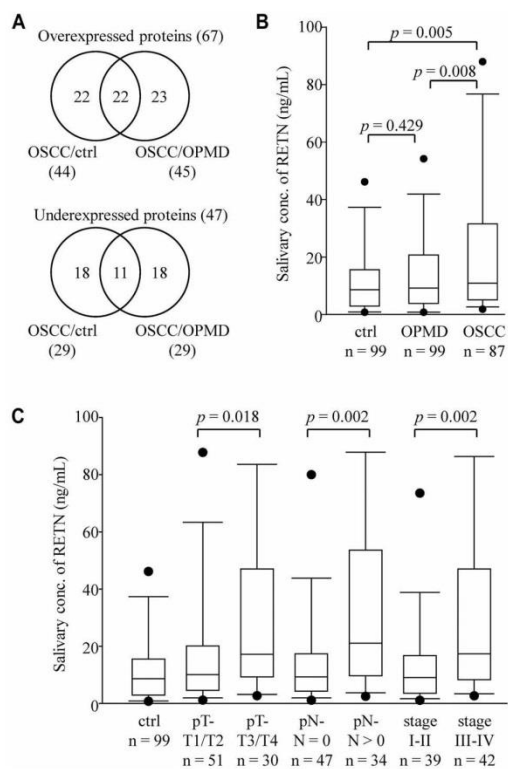 A
Overexpressed proteins (67)
22 22 23
OSCC/ctrl OSCC/OPMD
(44) (45)
Underexpressed proteins (47)
18 11 18
OSCC/ctrl OSCC/OPMD
(29) (29)
B
Salivary conc. of RETN (ng/mL)
100
80
60
40
20
0
p = 0.005
p = 0.008
p = 0.429
ctrl OPMD OSCC
n = 99 n = 99 n = 87
C
Salivary conc. of RETN (ng/mL)
100
80
60
40
20
0
p = 0.018 p = 0.002 p = 0.002
ctrl pT- pT- pN- pN- stage stage
n = 99 T1/T2 T3/T4 N = 0 N > 0 I-II III-IV
n = 51 n = 30 n = 47 n = 34 n = 39 n = 42